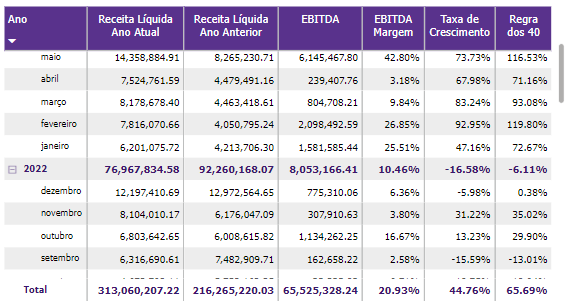 Ano Receita Líquida Ano Atual Receita Líquida Ano Anterior EBITDA EBITDA Margem Taxa de Crescimento Regra dos 40
maio 14,358,884.91 8,265,230.71 6,145,467.80 42.80% 73.73% 116.53%
abril 7,524,761.59 4,479,491.16 239,407.76 3.18% 67.98% 71.16%
março 8,178,678.40 4,463,418.61 804,708.21 9.84% 83.24% 93.08%
fevereiro 7,816,070.66 4,050,795.24 2,098,492.59 26.85% 92.95% 119.80%
janeiro 6,201,075.72 4,213,706.30 1,581,585.44 25.51% 47.16% 72.67%
2022 76,967,834.58 92,260,168.07 8,053,166.41 10.46% -16.58% -6.11%
dezembro 12,197,410.69 12,972,564.65 775,310.06 6.36% -5.98% 0.38%
novembro 8,104,010.17 6,176,047.09 307,910.63 3.80% 31.22% 35.02%
outubro 6,803,642.65 6,008,615.82 1,134,262.25 16.67% 13.23% 29.90%
setembro 6,316,690.61 7,482,909.71 162,658.22 2.58% -15.59% -13.01%
Total 313,060,207.22 216,265,220.03 65,525,328.24 20.93% 44.76% 65.69%